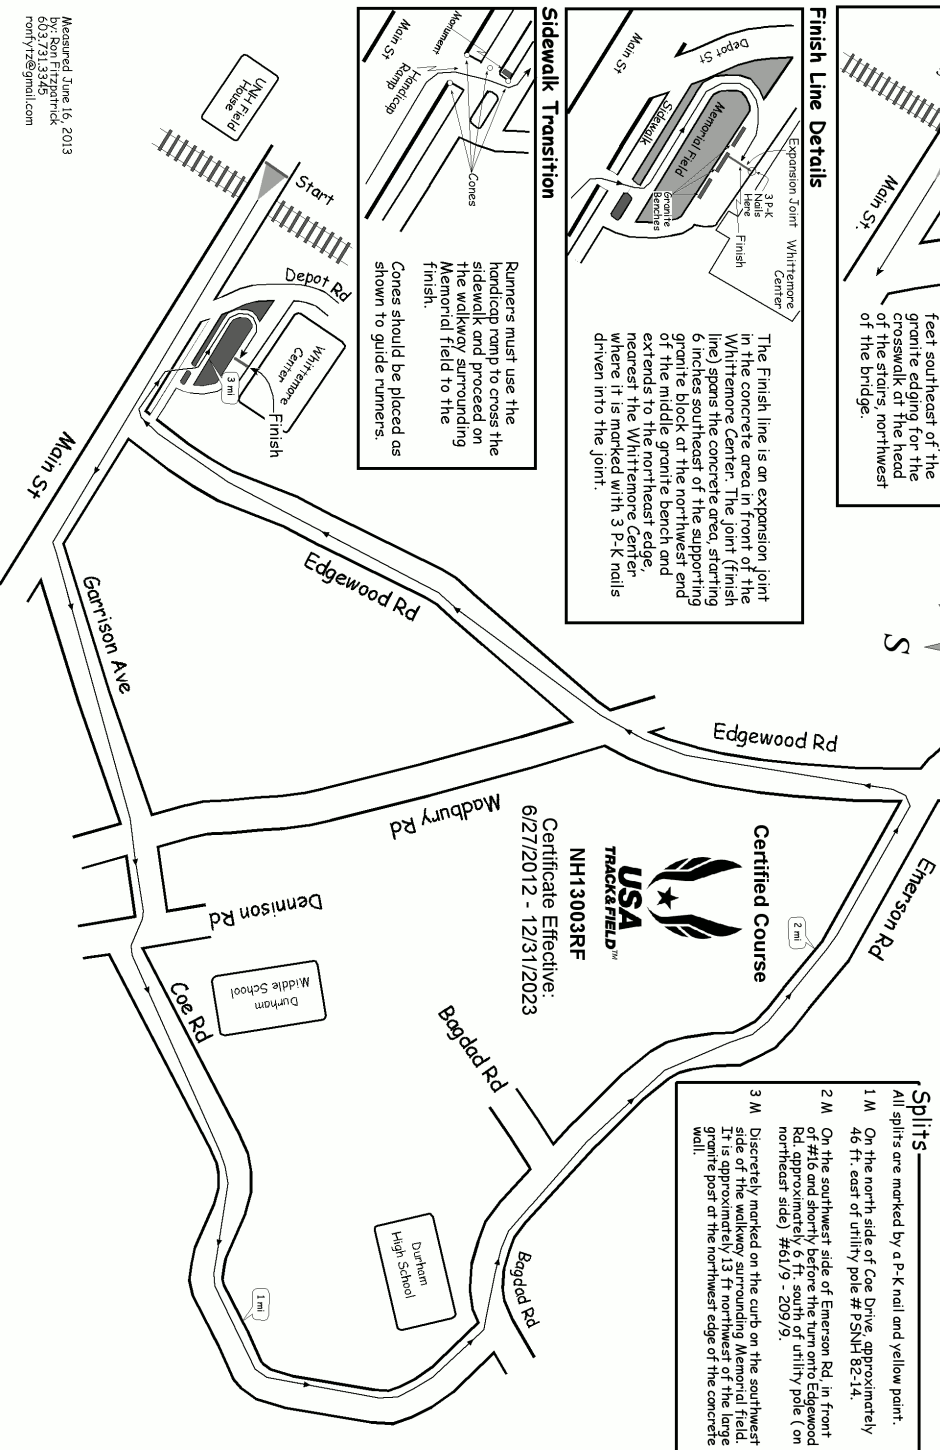 feet southeast of the
granite edging for the
crosswalk at the head
of the stairs, northwest
of the bridge.
Main St.
Finish Line Details
Main St
Depot St
Sidewalk
Memorial Field
Granite
Benches
Expansion Joint
3 P-K
Nails
Here
Finish
Whittemore
Center
The Finish line is an expansion joint
in the concrete area in front of the
Whittemore Center. The joint (finish
line) spans the concrete area, starting
6 inches southeast of the supporting
granite block at the northwest end
of the middle granite bench and
extends to the northeast edge,
nearest the Whittemore Center
where it is marked with 3 P-K nails
driven into the joint.
Sidewalk Transition
Main St
Monument
Handicap
Ramp
Cones
Runners must use the
handicap ramp to cross the
sidewalk and proceed on
the walkway surrounding
Memorial field to the
finish.
Cones should be placed as
shown to guide runners.
Measured June 16, 2013
by: Ron Fitzpatrick
603.731.3345
ronfytz@gmail.com
UNH Field
House
Start
Depot Rd
Whittemore
Center
3 mi
Finish
Main St
Garrison Ave
Edgewood Rd
Edgewood Rd
S
Madbury Rd
Dennison Rd
Durham
Middle School
Coe Rd
Bagdad Rd
Emerson Rd
2 mi
Certified Course
USA
TRACK&FIELD™
NH13003RF
Certificate Effective:
6/27/2012 - 12/31/2023
Durham
High School
Bagdad Rd
1 mi
Splits
All splits are marked by a P-K nail and yellow paint.
1 M On the north side of Coe Drive, approximately
46 ft. east of utility pole # PSNH 82-14.
2 M On the southwest side of Emerson Rd, in front
of #16 and shortly before the turn onto Edgewood
Rd. approximately 6 ft. south of utility pole ( on
northeast side) #61/9 - 209/9.
3 M Discretely marked on the curb on the southwest
side of the walkway surrounding Memorial field.
It is approximately 13 ft northwest of the large
granite post at the northwest edge of the concrete
wall.